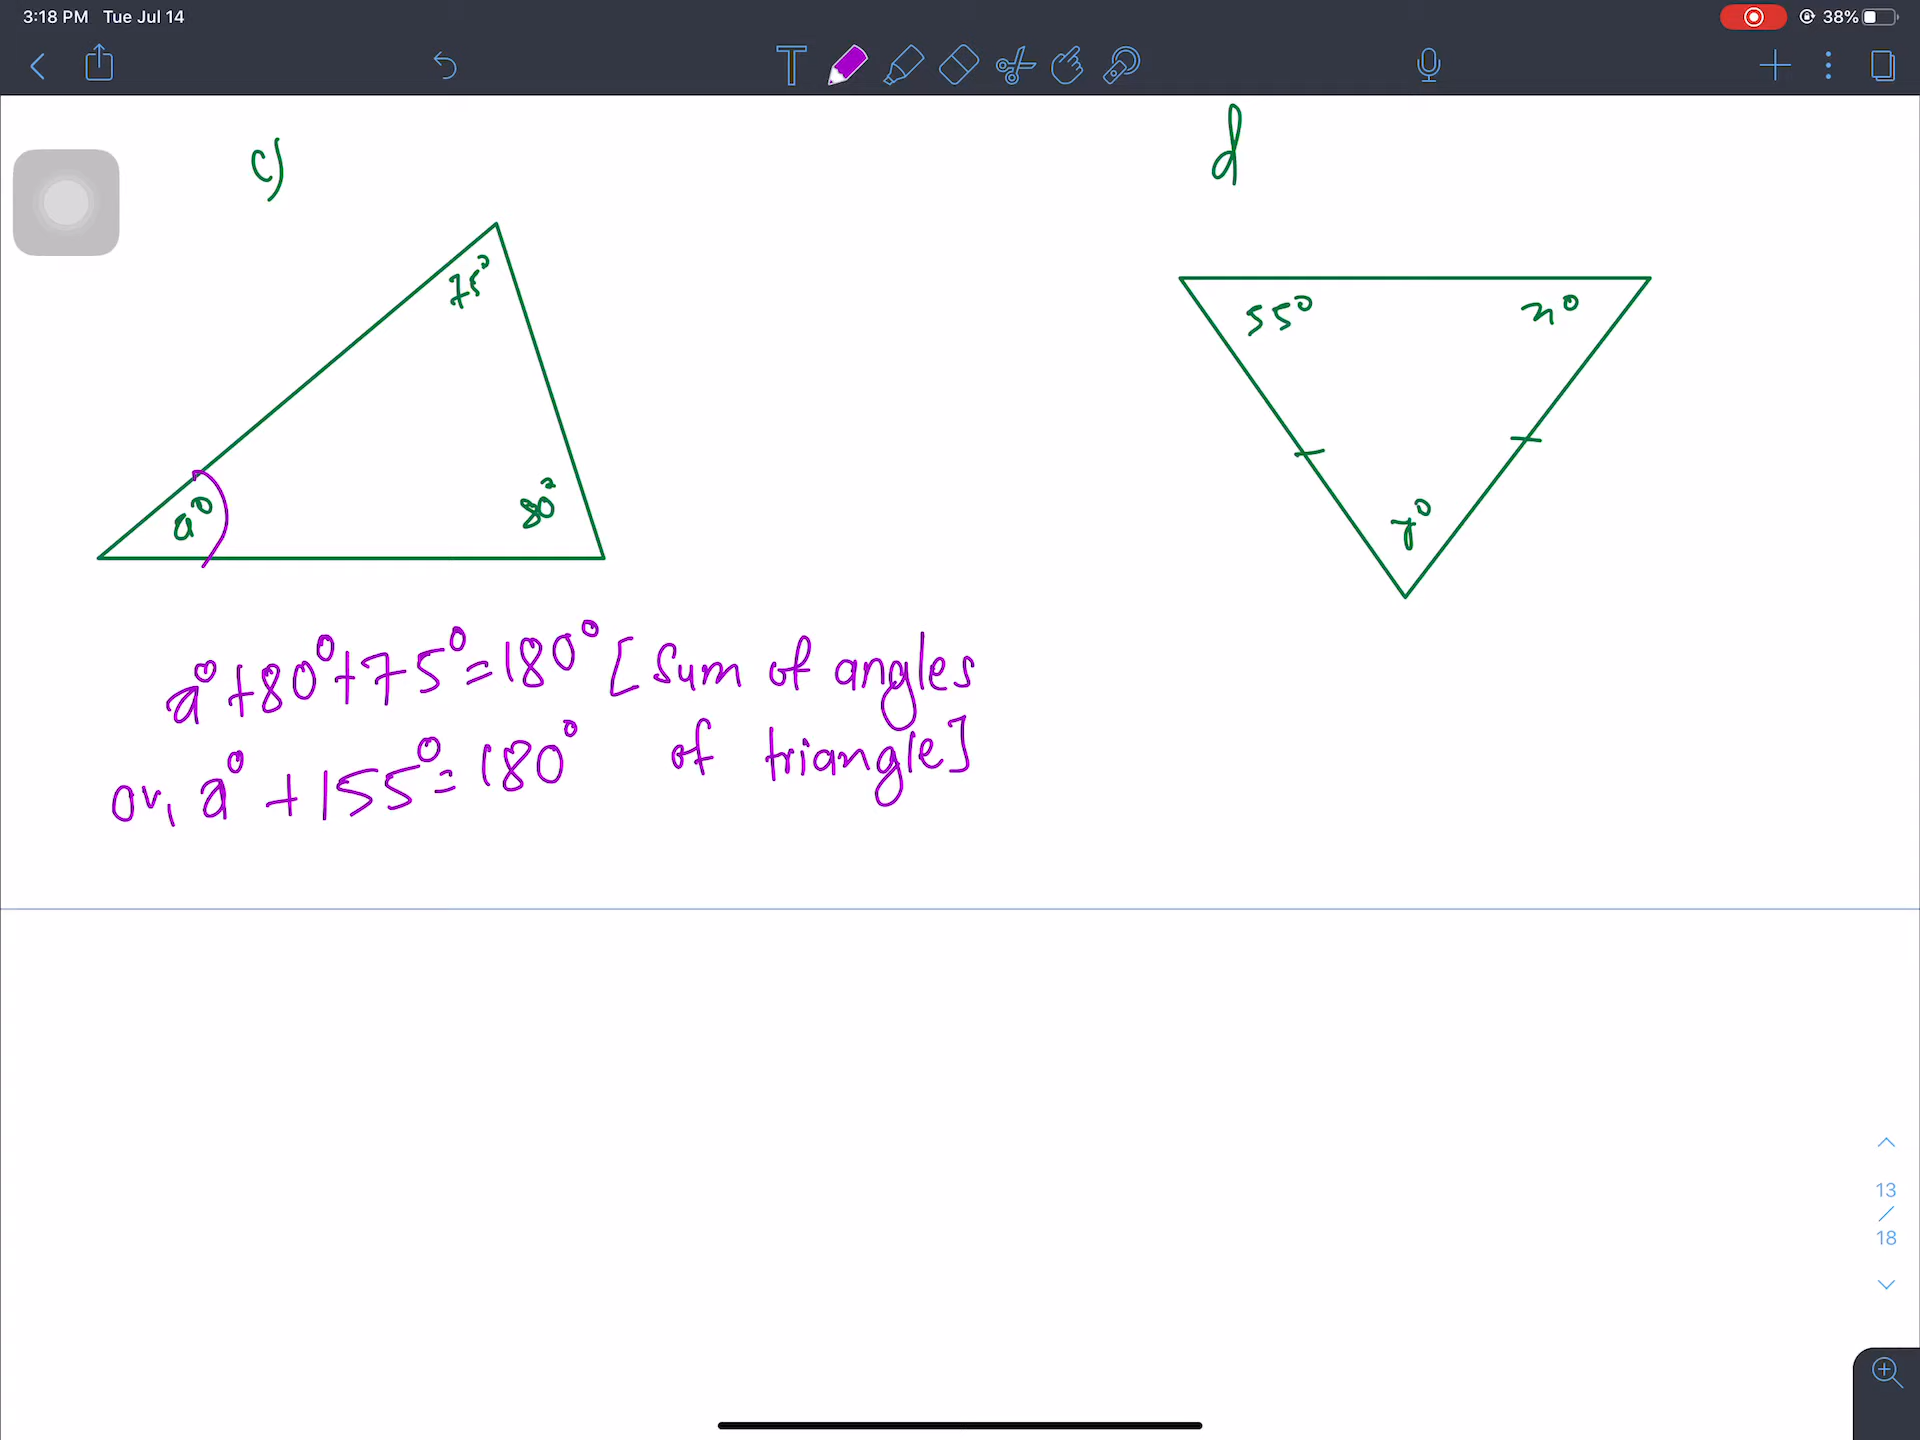 3:18 PM Tue Jul 14
38%
T
c)
d
75°
80°
a°
55°
x°
y°
a°+80°+75°=180° [Sum of angles
of triangle]
or, a° +155°=180°
13
/
18